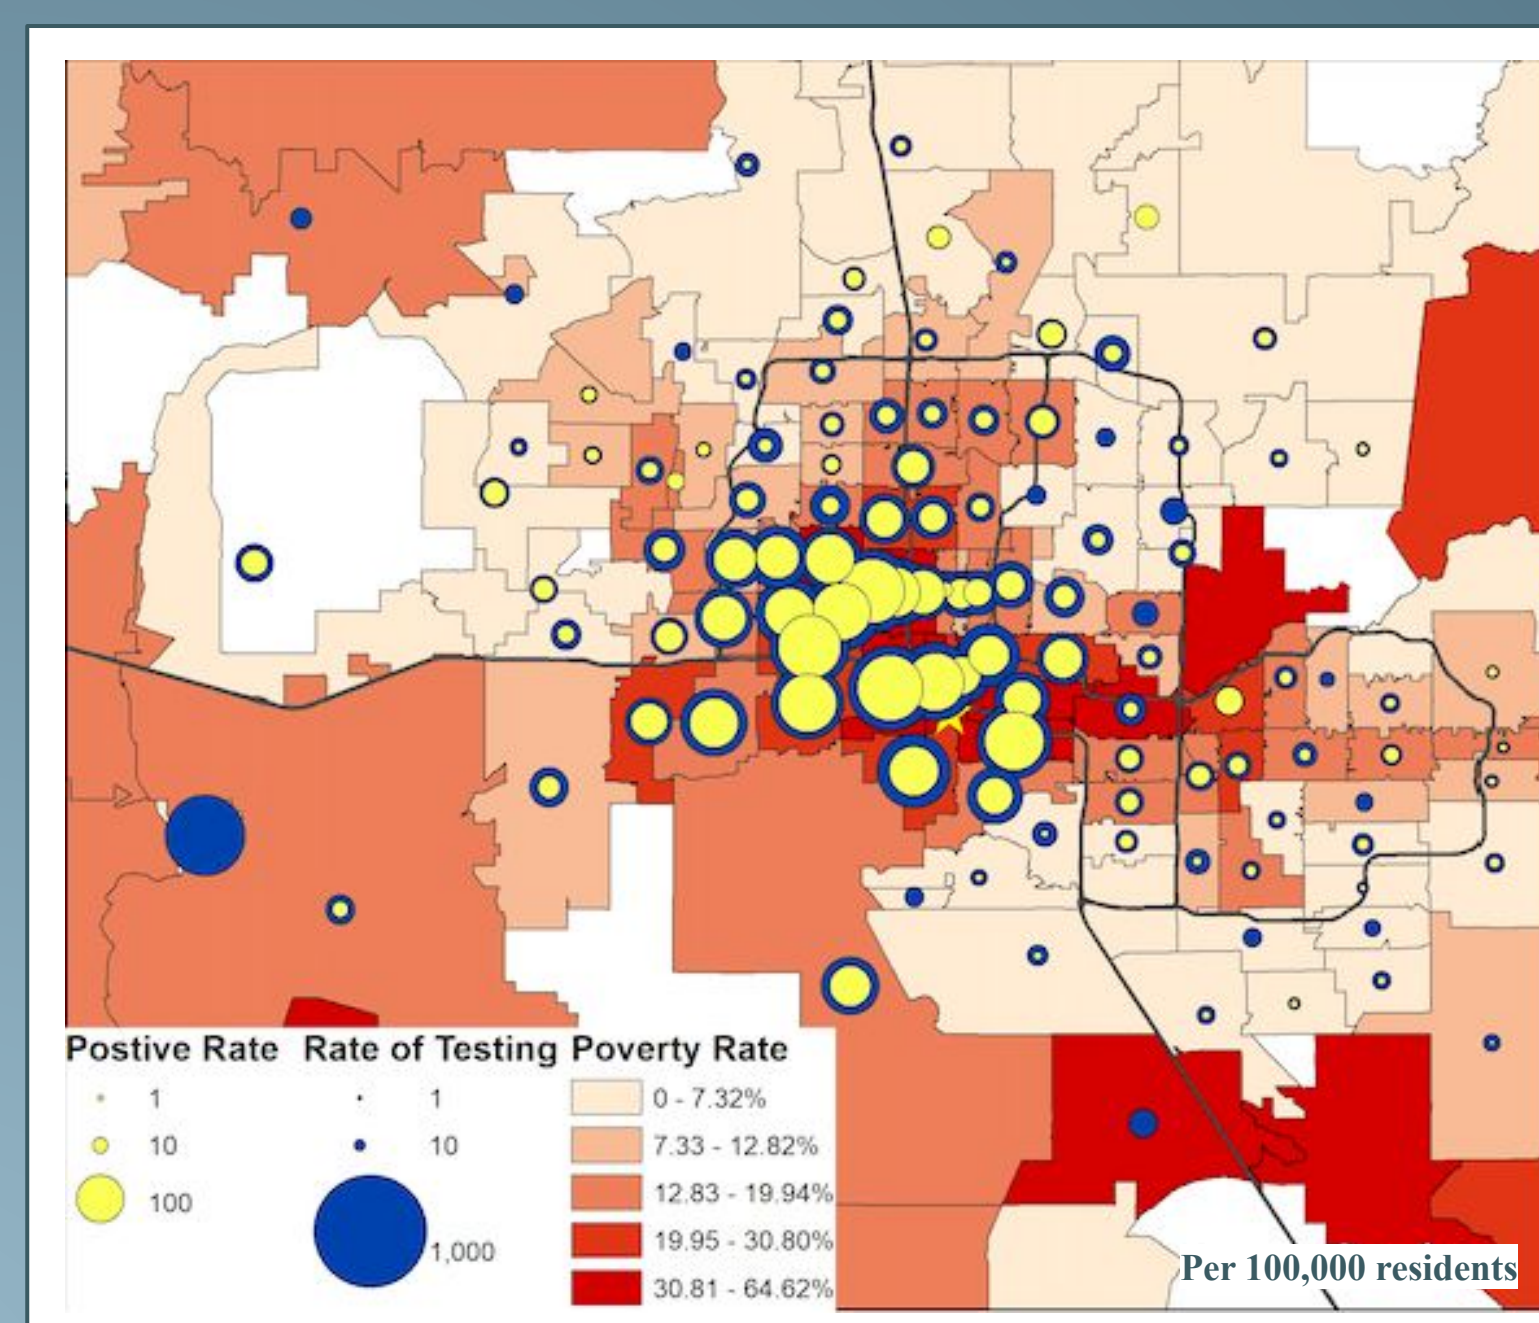 Postive Rate
1
10
100
Rate of Testing
1
10
1,000
Poverty Rate
0 - 7.32%
7.33 - 12.82%
12.83 - 19.94%
19.95 - 30.80%
30.81 - 64.62%
Per 100,000 residents